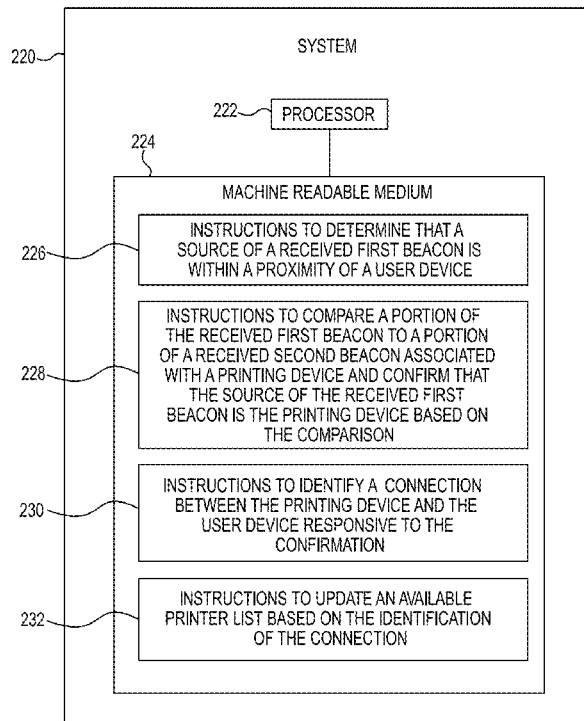 SYSTEM
220
222
PROCESSOR
224
MACHINE READABLE MEDIUM
226
INSTRUCTIONS TO DETERMINE THAT A
SOURCE OF A RECEIVED FIRST BEACON IS
WITHIN A PROXIMITY OF A USER DEVICE
228
INSTRUCTIONS TO COMPARE A PORTION OF
THE RECEIVED FIRST BEACON TO A PORTION
OF A RECEIVED SECOND BEACON ASSOCIATED
WITH A PRINTING DEVICE AND CONFIRM THAT
THE SOURCE OF THE RECEIVED FIRST
BEACON IS THE PRINTING DEVICE BASED ON
THE COMPARISON
230
INSTRUCTIONS TO IDENTIFY A CONNECTION
BETWEEN THE PRINTING DEVICE AND THE
USER DEVICE RESPONSIVE TO THE
CONFIRMATION
232
INSTRUCTIONS TO UPDATE AN AVAILABLE
PRINTER LIST BASED ON THE IDENTIFICATION
OF THE CONNECTION